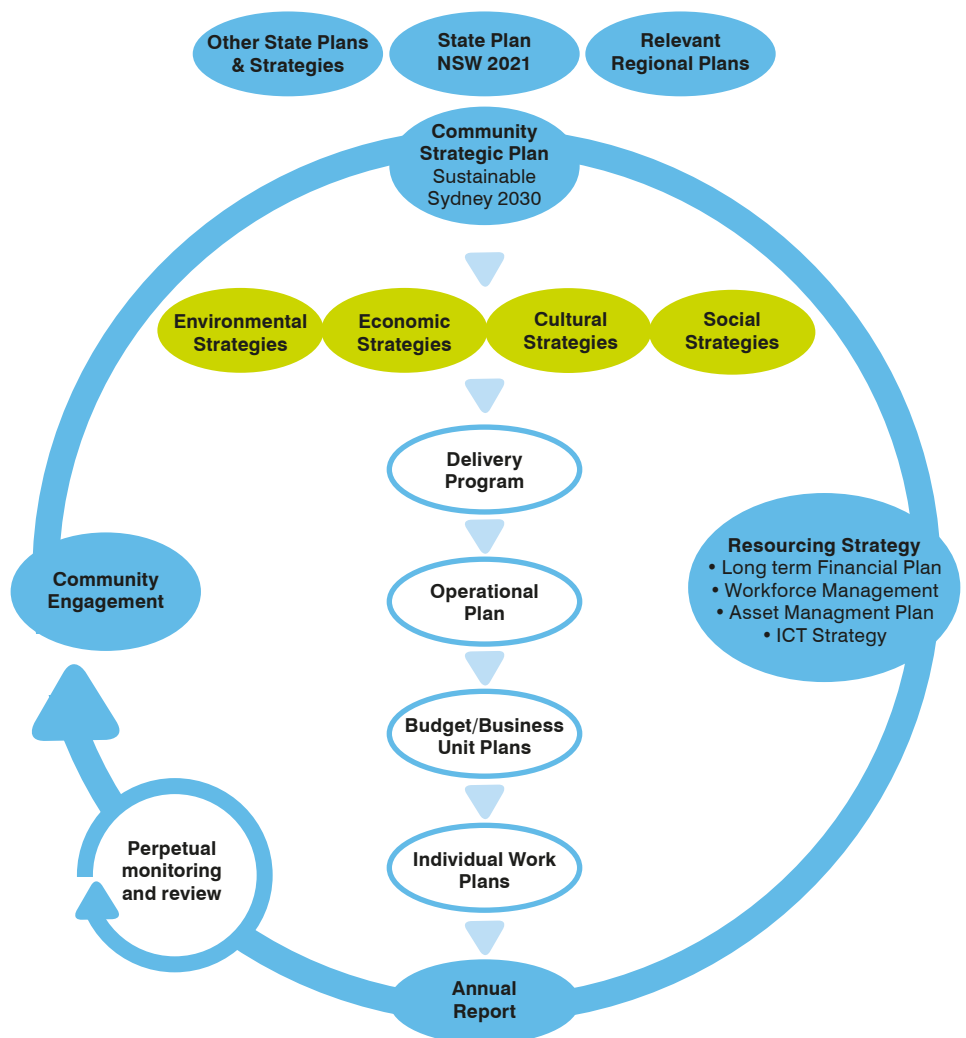 Other State Plans
& Strategies
State Plan
NSW 2021
Relevant
Regional Plans
Community
Strategic Plan
Sustainable
Sydney 2030
Environmental
Strategies
Economic
Strategies
Cultural
Strategies
Social
Strategies
Delivery
Program
Resourcing Strategy
• Long term Financial Plan
• Workforce Management
• Asset Managment Plan
• ICT Strategy
Community
Engagement
Operational
Plan
Budget/Business
Unit Plans
Perpetual
monitoring
and review
Individual Work
Plans
Annual
Report